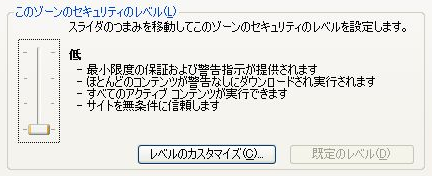 このゾーンのセキュリティのレベル(L)
スライダのつまみを移動してこのゾーンのセキュリティのレベルを設定します。
低
- 最小限度の保証および警告指示が提供されます
- ほとんどのコンテンツが警告なしにダウンロードされ実行されます
- すべてのアクティブ コンテンツが実行できます
- サイトを無条件に信頼します
レベルのカスタマイズ(C)... 既定のレベル(D)